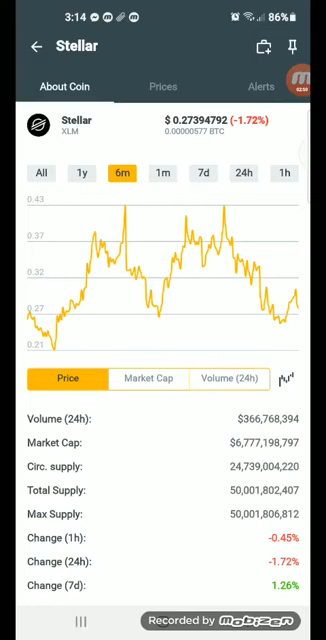 3:14 86%
Stellar
02:59
About Coin Prices Alerts
Stellar $ 0.27394792 (-1.72%)
XLM 0.00000577 BTC
All 1y 6m 1m 7d 24h 1h
0.43
0.37
0.32
0.27
0.21
Price Market Cap Volume (24h)
Volume (24h): $366,768,394
Market Cap: $6,777,198,797
Circ. supply: 24,739,004,220
Total Supply: 50,001,802,407
Max Supply: 50,001,806,812
Change (1h): -0.45%
Change (24h): -1.72%
Change (7d): 1.26%
Recorded by mobizen